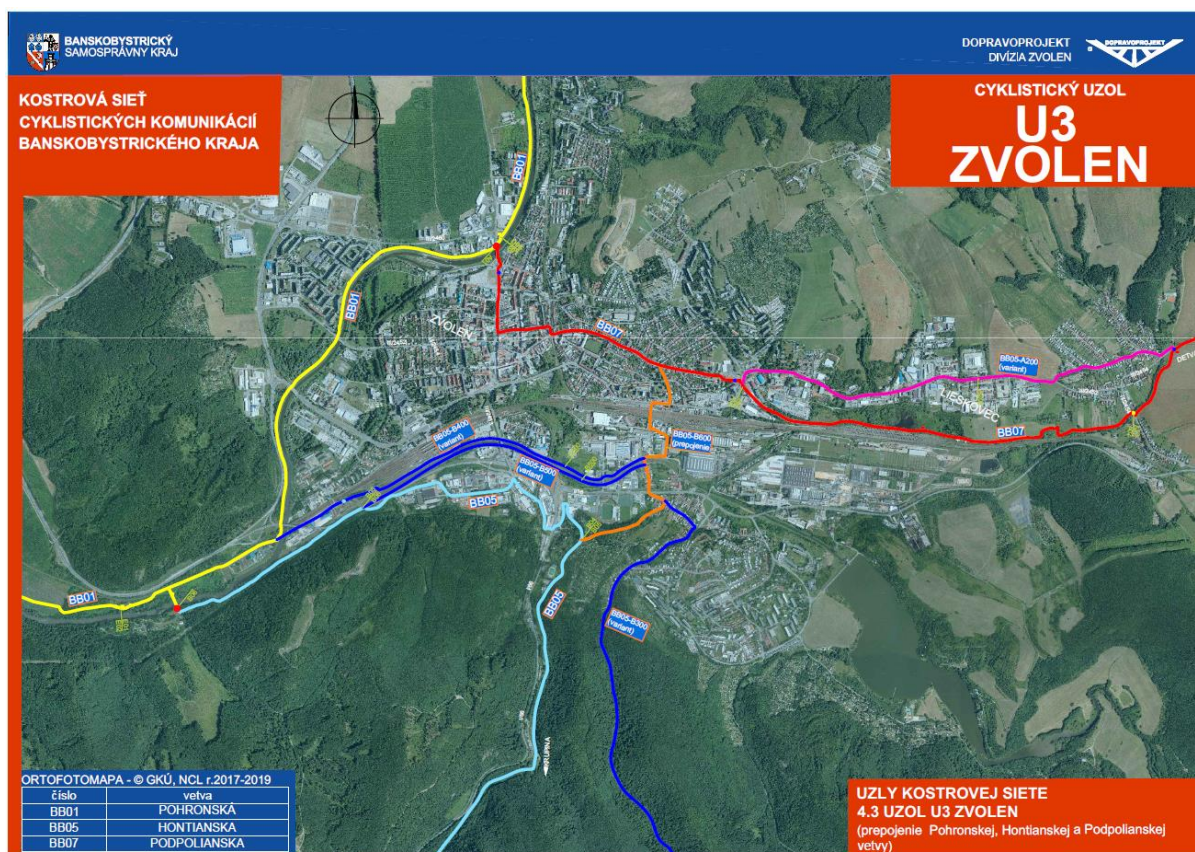 BANSKOBYSTRICKÝ
SAMOSPRÁVNY KRAJ
DOPRAVOPROJEKT
DIVÍZIA ZVOLEN
DOPRAVOPROJEKT
KOSTROVÁ SIEŤ
CYKLISTICKÝCH KOMUNIKÁCIÍ
BANSKOBYSTRICKÉHO KRAJA
CYKLISTICKÝ UZOL
U3
ZVOLEN
BB01
BB01
ZVOLEN
BB07
BB05-A200
(variant)
LIESKOVEC
BB07
BB05-B400
(variant)
BB05-B600
(prepojenie
BB05-B500
(variant)
BB05
BB01
BB05
BB05-B300
(variant)
KRUPINA
ORTOFOTOMAPA - © GKÚ, NCL r.2017-2019
číslo vetva
BB01 POHRONSKÁ
BB05 HONTIANSKA
BB07 PODPOLIANSKA
UZLY KOSTROVEJ SIETE
4.3 UZOL U3 ZVOLEN
(prepojenie Pohronskej, Hontianskej a Podpolianskej
vetvy)